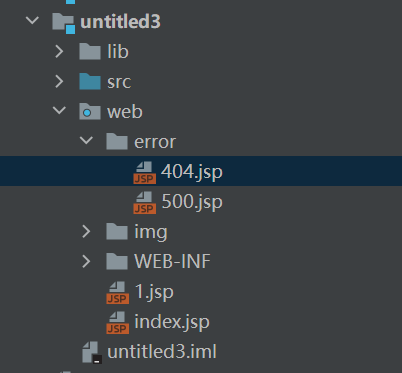 untitled3
lib
src
web
error
JSP 404.jsp
JSP 500.jsp
img
WEB-INF
JSP 1.jsp
JSP index.jsp
untitled3.iml